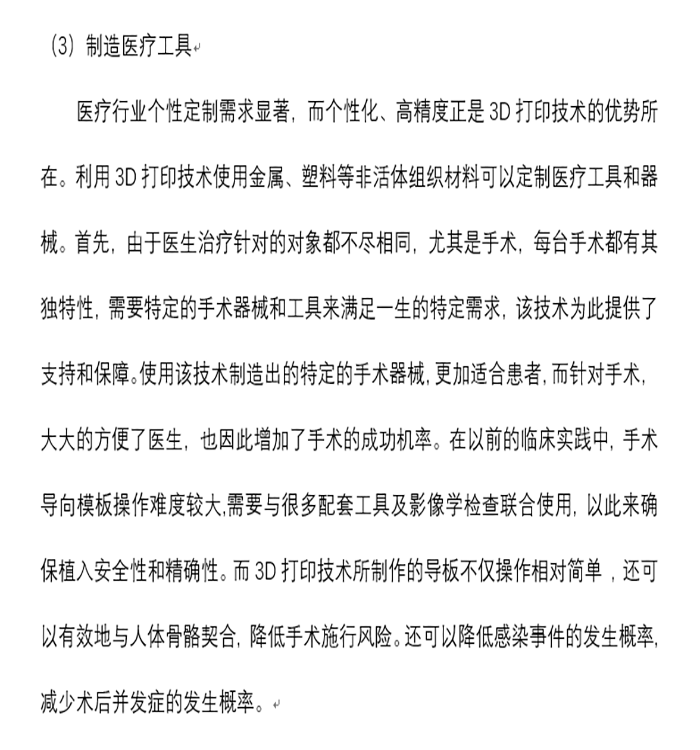 （3）制造医疗工具
医疗行业个性定制需求显著，而个性化、高精度正是 3D 打印技术的优势所
在。利用 3D 打印技术使用金属、塑料等非活体组织材料可以定制医疗工具和器
械。首先，由于医生治疗针对的对象都不尽相同，尤其是手术，每台手术都有其
独特性，需要特定的手术器械和工具来满足一生的特定需求，该技术为此提供了
支持和保障。使用该技术制造出的特定的手术器械，更加适合患者，而针对手术，
大大的方便了医生，也因此增加了手术的成功机率。在以前的临床实践中，手术
导向模板操作难度较大,需要与很多配套工具及影像学检查联合使用，以此来确
保植入安全性和精确性。而 3D 打印技术所制作的导板不仅操作相对简单 ，还可
以有效地与人体骨骼契合，降低手术施行风险。还可以降低感染事件的发生概率，
减少术后并发症的发生概率。